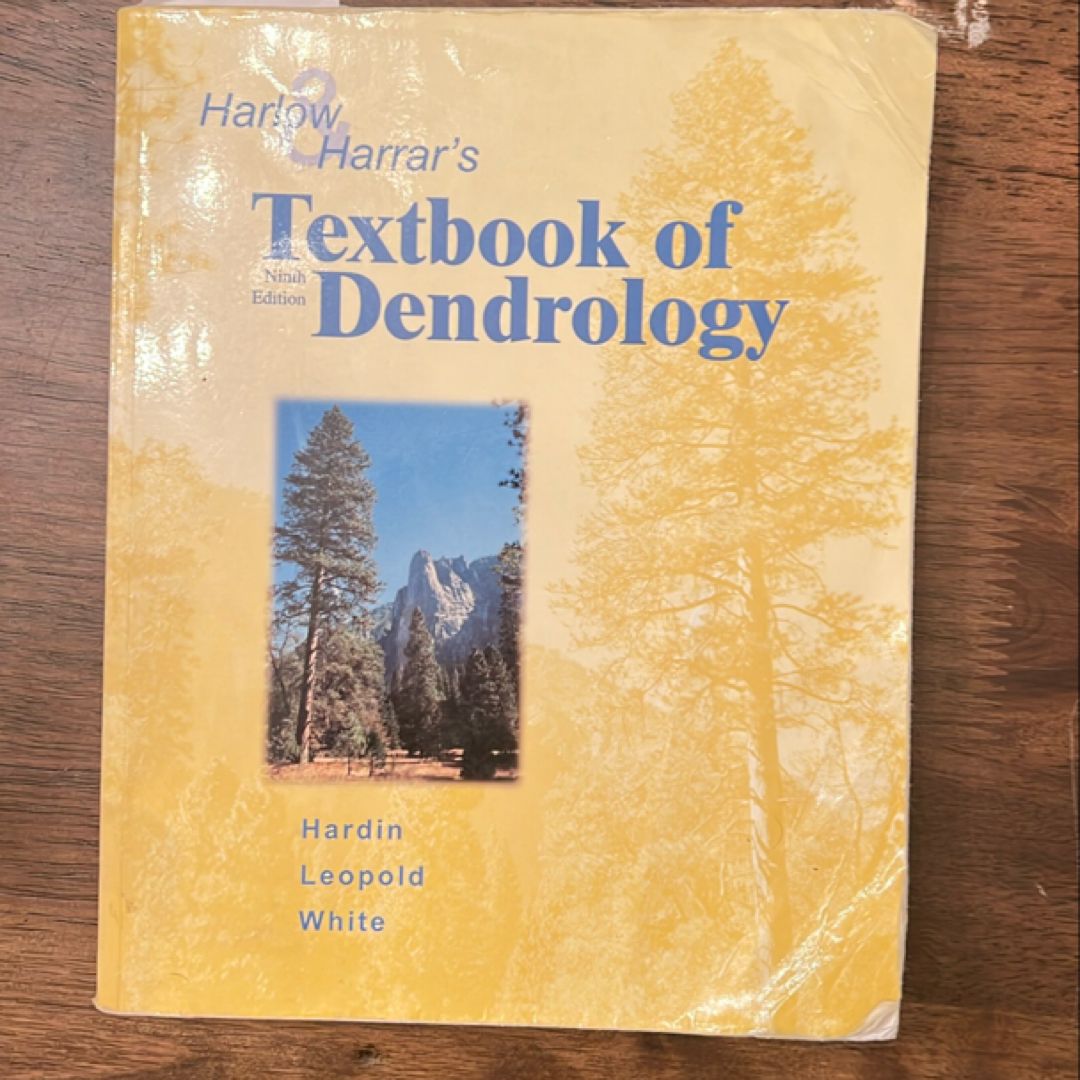 Harlow
&
Harrar's
Textbook of
Ninth
Edition
Dendrology
Hardin
Leopold
White